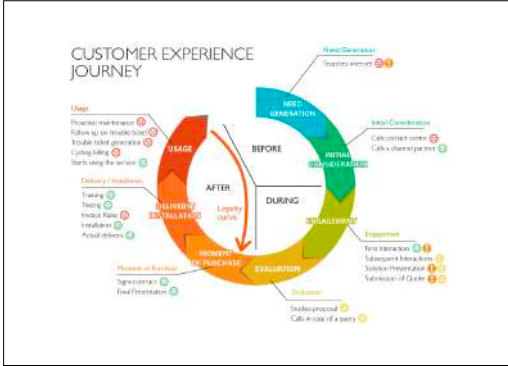 CUSTOMER EXPERIENCE
JOURNEY
Need Generation
Searches internet
Initial Consideration
Calls contact centre
Calls a channel partner
Engagement
First Interaction
Subsequent Interactions
Solution Presentation
Submission of Quote
Evaluation
Studies proposal
Calls in case of a query
Moment of Purchase
Signs contract
Final Presentation
Delivery / Installation
Training
Testing
Invoice Raise
Installation
Actual delivery
Usage
Proactive maintenance
Follow up on trouble ticket
Trouble ticket generation
Cycling billing
Starts using the service
NEED
GENERATION
INITIAL
CONSIDERATION
ENGAGEMENT
EVALUATION
MOMENT
OF PURCHASE
INSTALLATION
USAGE
BEFORE
DURING
AFTER
Loyalty
curve